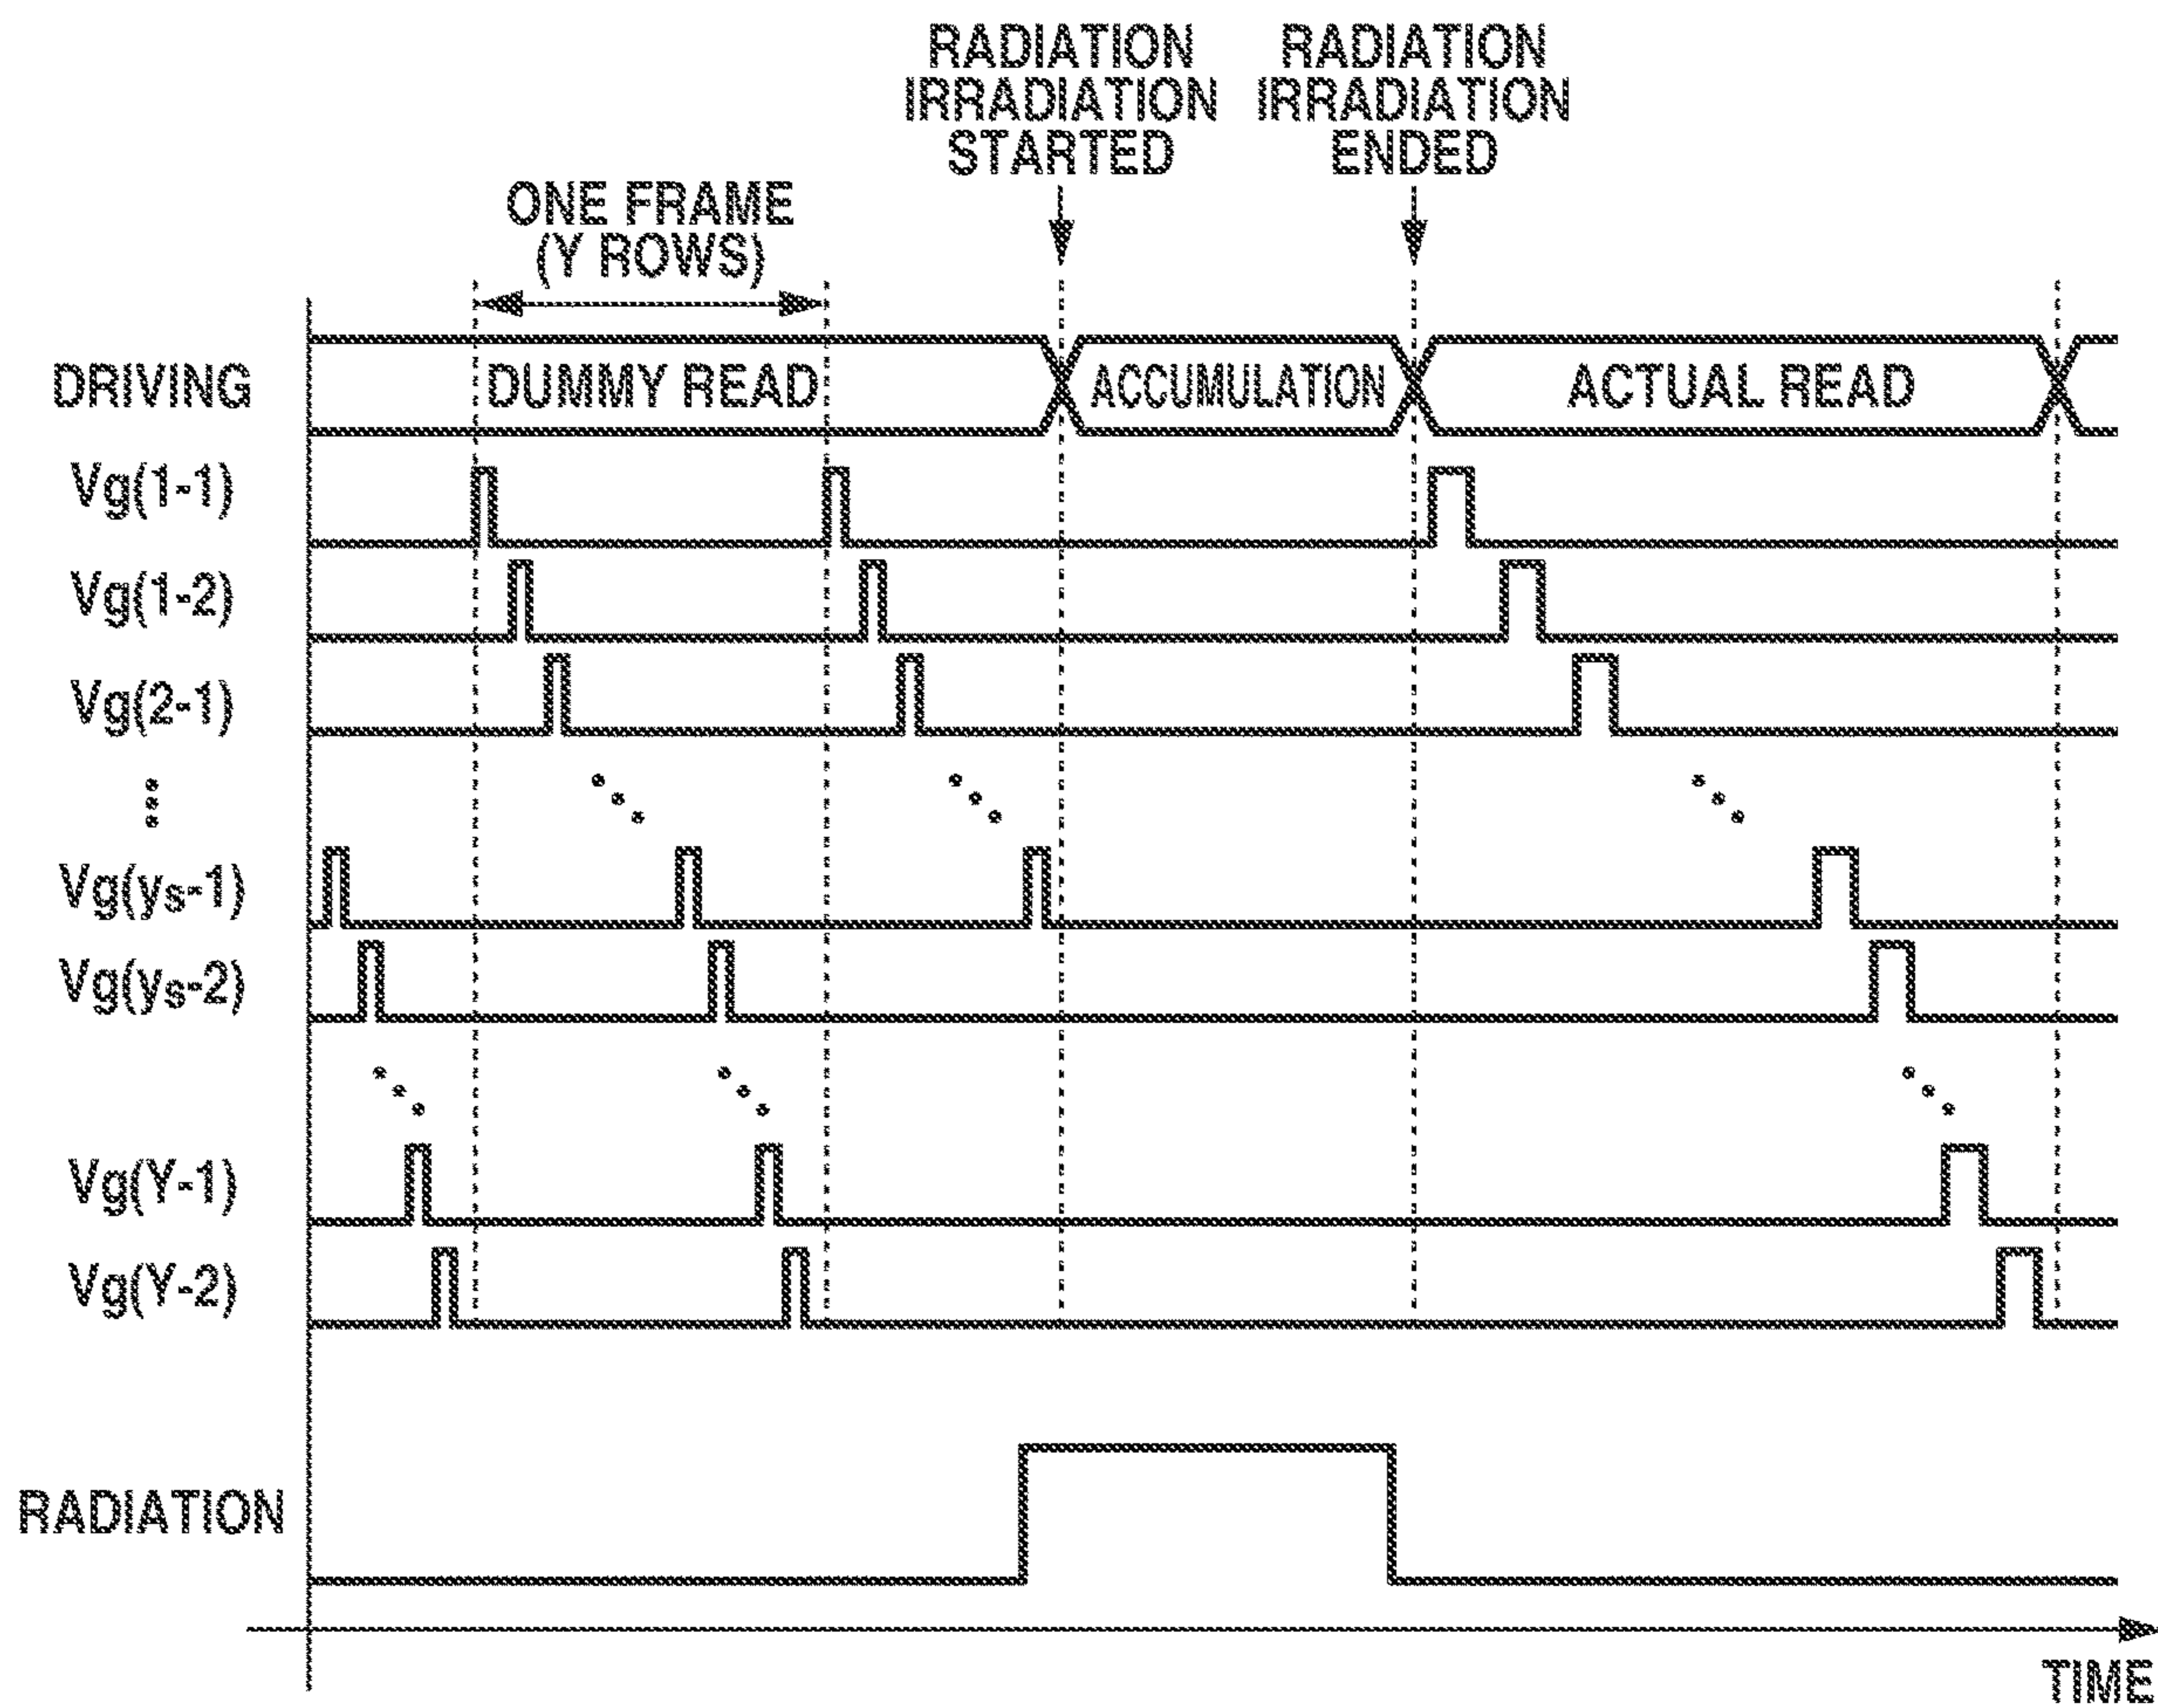 RADIATION
IRRADIATION
STARTED
RADIATION
IRRADIATION
ENDED
ONE FRAME
(Y ROWS)
DRIVING
DUMMY READ
ACCUMULATION
ACTUAL READ
Vg(1-1)
Vg(1-2)
Vg(2-1)
Vg(ys-1)
Vg(ys-2)
Vg(Y-1)
Vg(Y-2)
RADIATION
TIME